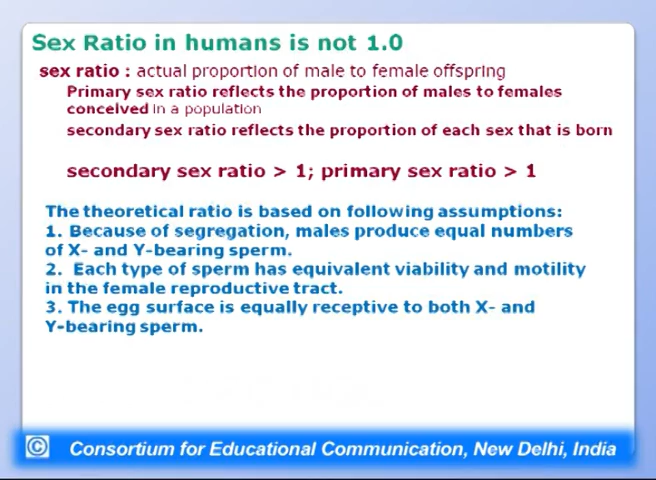 Sex Ratio in humans is not 1.0
sex ratio : actual proportion of male to female offspring
Primary sex ratio reflects the proportion of males to females
conceived in a population
secondary sex ratio reflects the proportion of each sex that is born
secondary sex ratio > 1; primary sex ratio > 1
The theoretical ratio is based on following assumptions:
1. Because of segregation, males produce equal numbers
of X- and Y-bearing sperm.
2. Each type of sperm has equivalent viability and motility
in the female reproductive tract.
3. The egg surface is equally receptive to both X- and
Y-bearing sperm.
© Consortium for Educational Communication, New Delhi, India